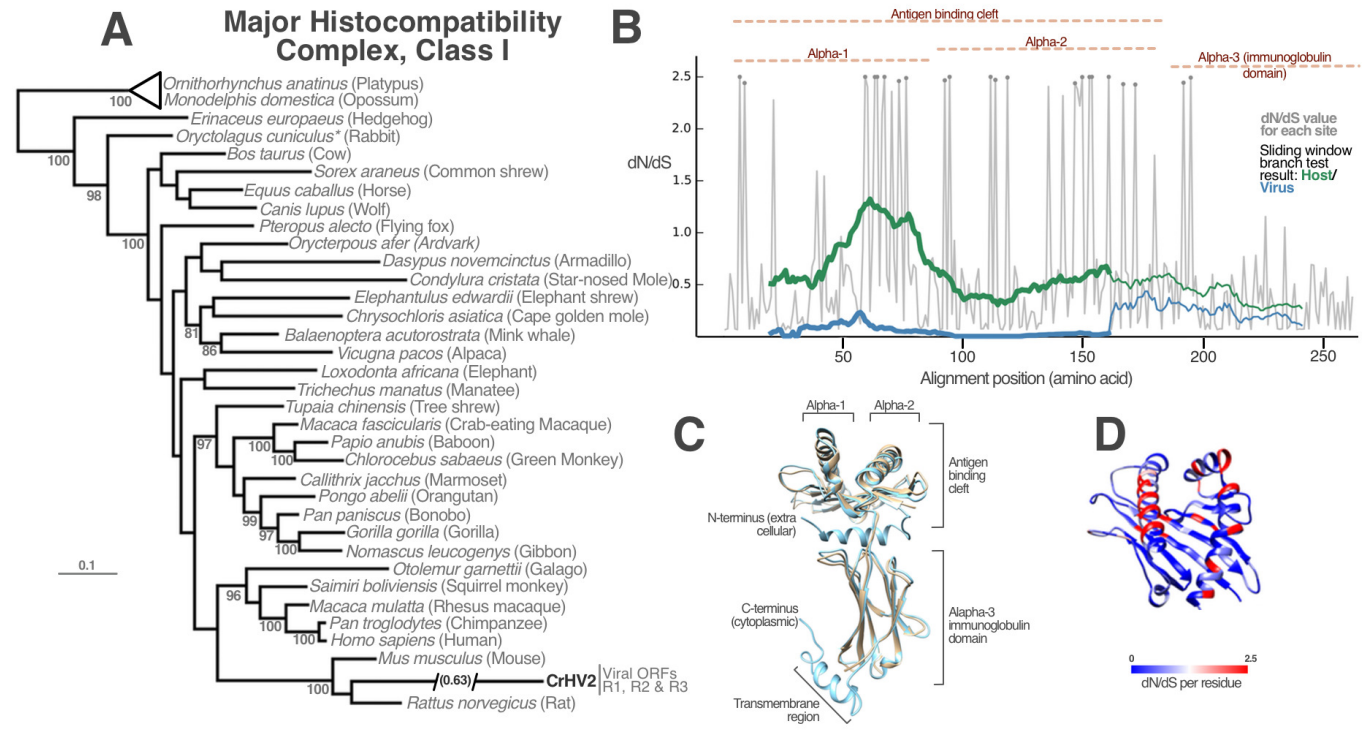 A
Major Histocompatibility
Complex, Class I
Ornithorhynchus anatinus (Platypus)
Monodelphis domestica (Opossum)
100
Erinaceus europaeus (Hedgehog)
Oryctolagus cuniculus* (Rabbit)
100
Bos taurus (Cow)
Sorex araneus (Common shrew)
98
Equus caballus (Horse)
Canis lupus (Wolf)
Pteropus alecto (Flying fox)
100
Orycterpous afer (Ardvark)
Dasypus novemcinctus (Armadillo)
Condylura cristata (Star-nosed Mole)
Elephantulus edwardii (Elephant shrew)
Chrysochloris asiatica (Cape golden mole)
81
Balaenoptera acutorostrata (Mink whale)
86
Vicugna pacos (Alpaca)
Loxodonta africana (Elephant)
Trichechus manatus (Manatee)
Tupaia chinensis (Tree shrew)
Macaca fascicularis (Crab-eating Macaque)
97
100
Papio anubis (Baboon)
100
Chlorocebus sabaeus (Green Monkey)
Callithrix jacchus (Marmoset)
Pongo abelii (Orangutan)
99
Pan paniscus (Bonobo)
97
Gorilla gorilla (Gorilla)
100
Nomascus leucogenys (Gibbon)
0.1
Otolemur garnettii (Galago)
Saimiri boliviensis (Squirrel monkey)
96
Macaca mulatta (Rhesus macaque)
100
Pan troglodytes (Chimpanzee)
100
Homo sapiens (Human)
Mus musculus (Mouse)
100
(0.63)
CrHV2
Viral ORFs
R1, R2 & R3
Rattus norvegicus (Rat)
B
Antigen binding cleft
Alpha-1
Alpha-2
Alpha-3 (immunoglobulin
domain)
2.5
2.0
dN/dS
1.5
1.0
0.5
dN/dS value
for each site
Sliding window
branch test
result: Host/
Virus
50
100
150
200
250
Alignment position (amino acid)
C
Alpha-1
Alpha-2
Antigen
binding
cleft
N-terminus (extra
cellular)
C-terminus
(cytoplasmic)
Alapha-3
immunoglobulin
domain
Transmembrane
region
D
0
2.5
dN/dS per residue